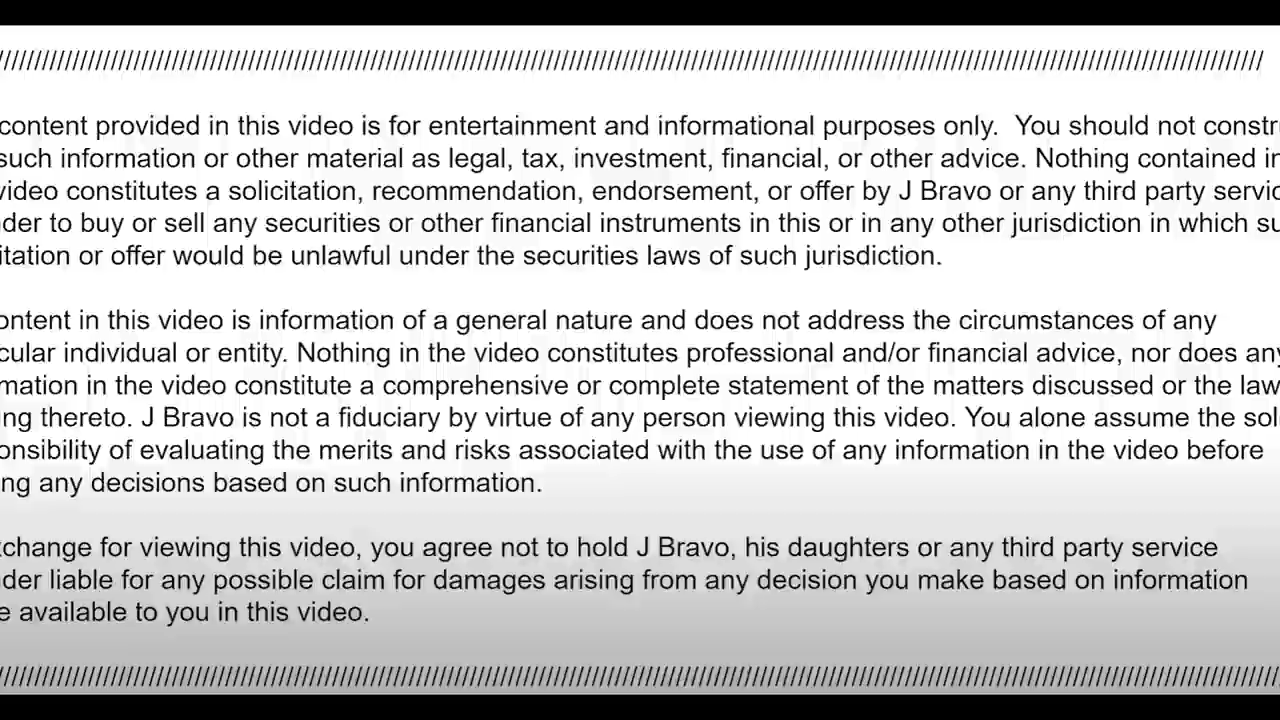 ////////////////////////////////////////////////////////////////////////////////////////////////////////////////////////////////////////////////////////
content provided in this video is for entertainment and informational purposes only. You should not constr
such information or other material as legal, tax, investment, financial, or other advice. Nothing contained in
video constitutes a solicitation, recommendation, endorsement, or offer by J Bravo or any third party servic
der to buy or sell any securities or other financial instruments in this or in any other jurisdiction in which su
itation or offer would be unlawful under the securities laws of such jurisdiction.
ontent in this video is information of a general nature and does not address the circumstances of any
cular individual or entity. Nothing in the video constitutes professional and/or financial advice, nor does any
mation in the video constitute a comprehensive or complete statement of the matters discussed or the law
ing thereto. J Bravo is not a fiduciary by virtue of any person viewing this video. You alone assume the sol
onsibility of evaluating the merits and risks associated with the use of any information in the video before
ng any decisions based on such information.
change for viewing this video, you agree not to hold J Bravo, his daughters or any third party service
der liable for any possible claim for damages arising from any decision you make based on information
e available to you in this video.
////////////////////////////////////////////////////////////////////////////////////////////////////////////////////////////////////////////////////////